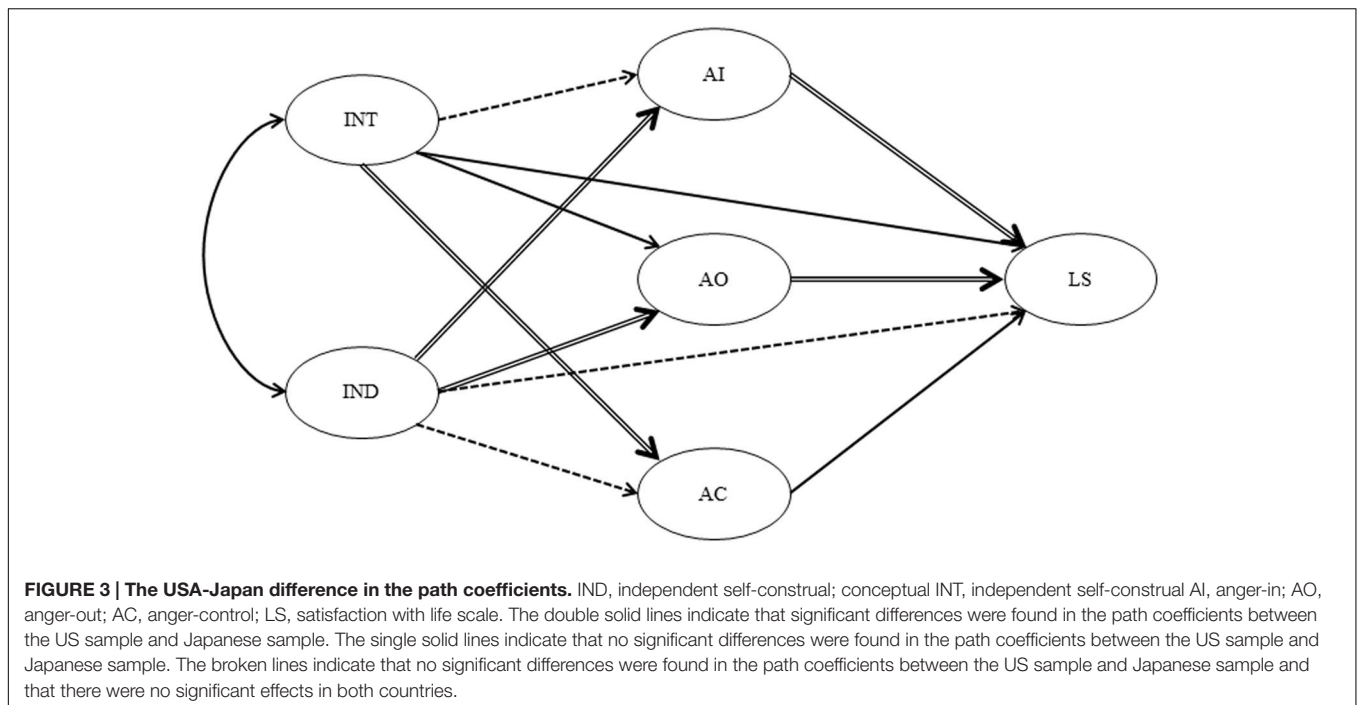 INT
AI
AO
LS
IND
AC
FIGURE 3 | The USA-Japan difference in the path coefficients. IND, independent self-construal; conceptual INT, independent self-construal AI, anger-in; AO,
anger-out; AC, anger-control; LS, satisfaction with life scale. The double solid lines indicate that significant differences were found in the path coefficients between
the US sample and Japanese sample. The single solid lines indicate that no significant differences were found in the path coefficients between the US sample and
Japanese sample. The broken lines indicate that no significant differences were found in the path coefficients between the US sample and Japanese sample and
that there were no significant effects in both countries.